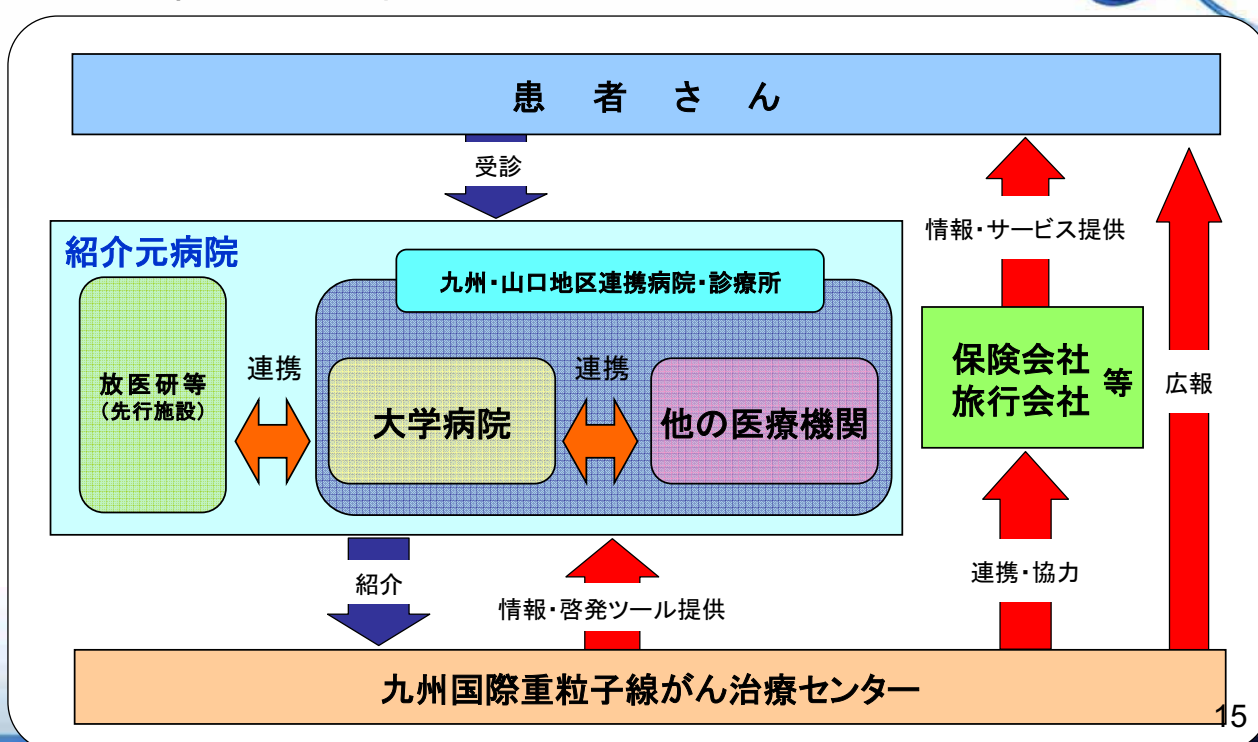 患者さん
受診
紹介元病院
九州・山口地区連携病院・診療所
放医研等
(先行施設)
連携
大学病院
連携
他の医療機関
情報・サービス提供
保険会社
旅行会社
等
広報
紹介
情報・啓発ツール提供
連携・協力
九州国際重粒子線がん治療センター
15